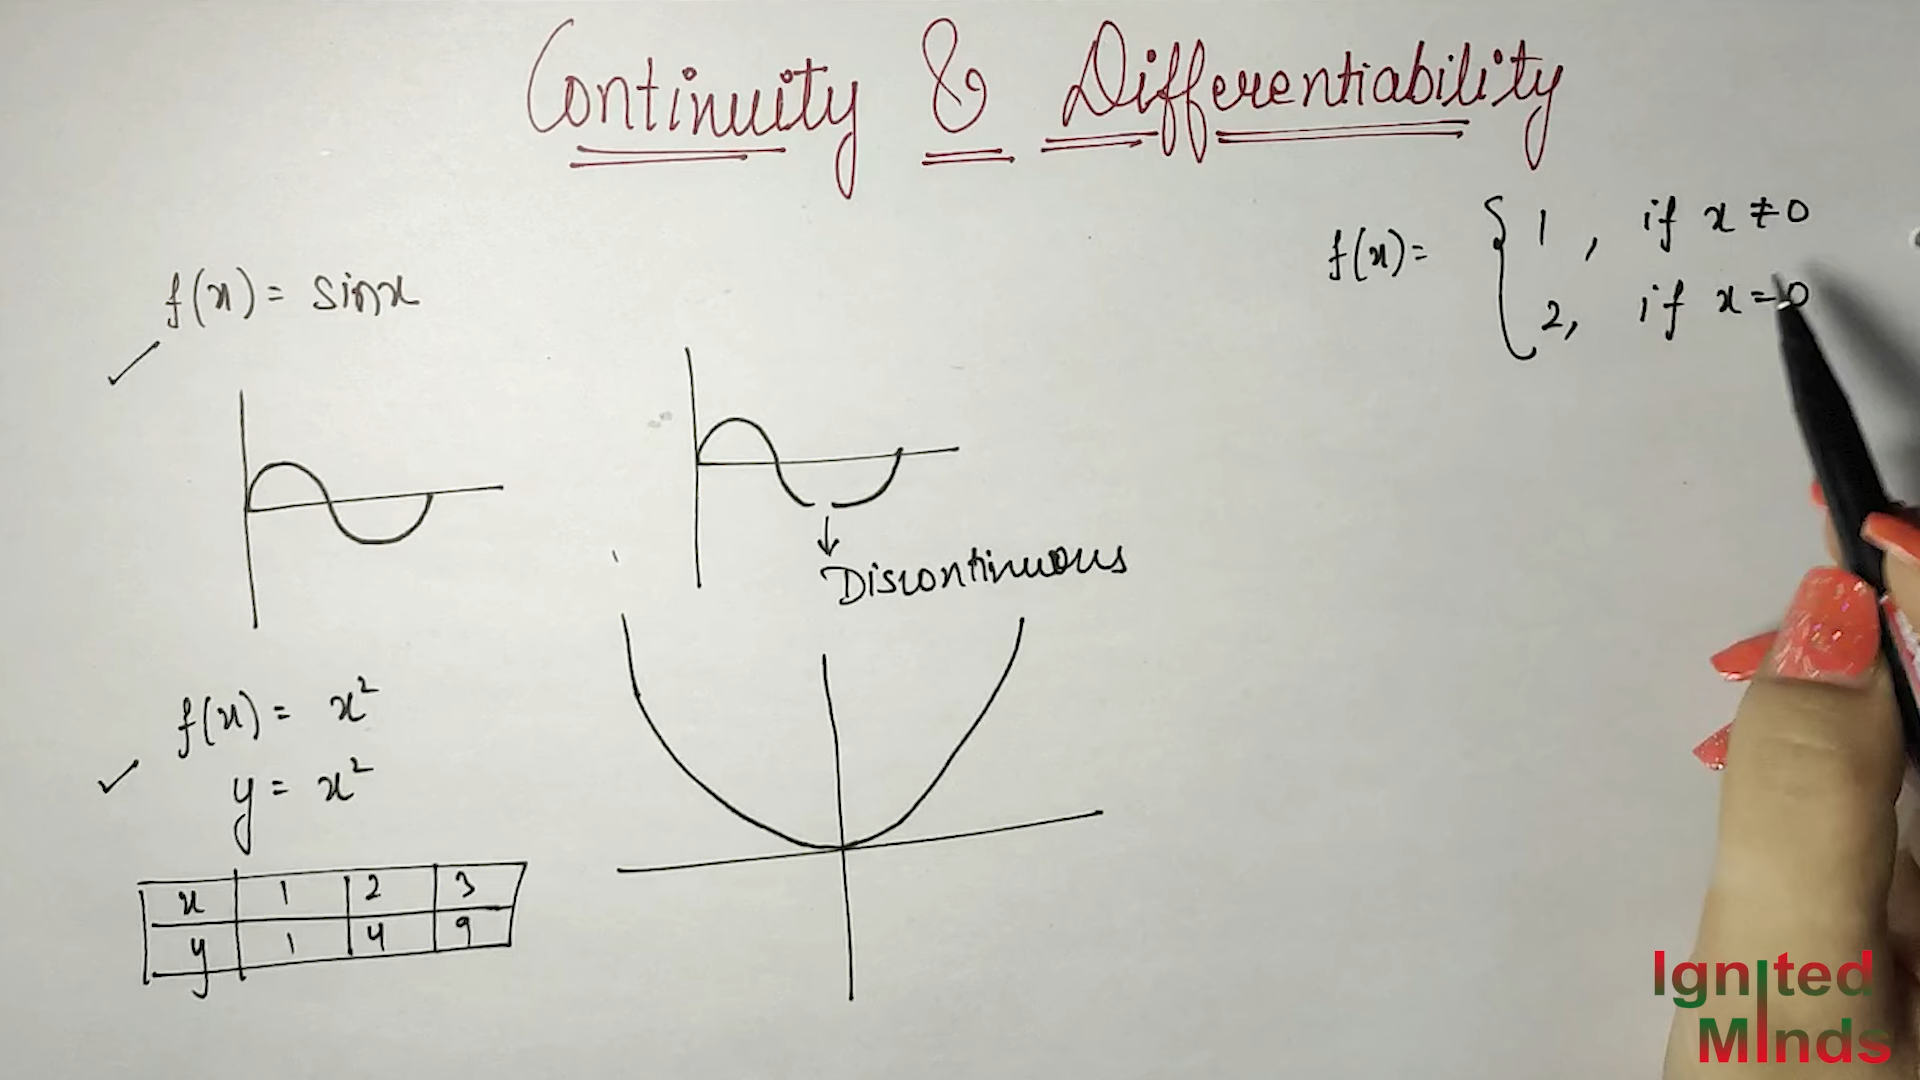 Continuity & Differentiability
f(x) = sinx
f(x) = { 1 , if x ≠ 0
2, if x = 0
Discontinuous
f(x) = x²
y = x²
x 1 2 3
y 1 4 9
Ignited
Minds